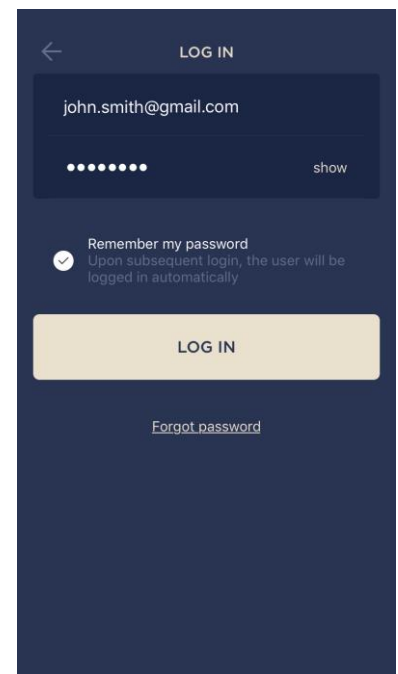 LOG IN
john.smith@gmail.com
●●●●●●●● show
Remember my password
Upon subsequent login, the user will be
logged in automatically
LOG IN
Forgot password